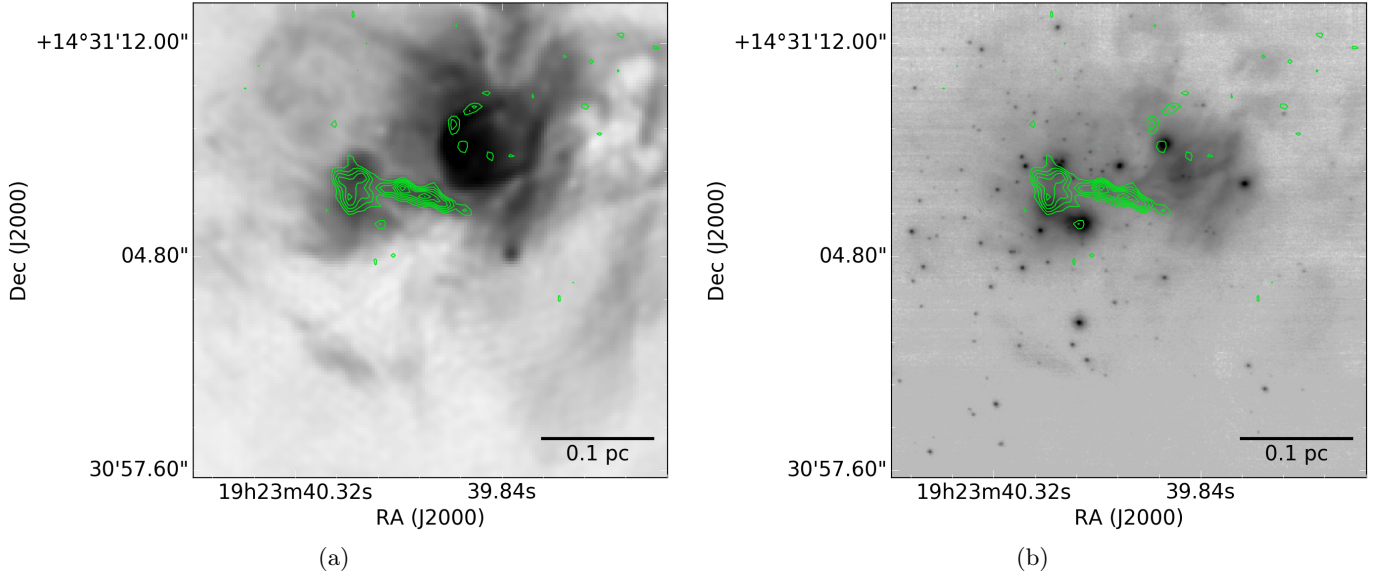 +14°31'12.00"
04.80"
30'57.60"
Dec (J2000)
0.1 pc
19h23m40.32s
39.84s
RA (J2000)
(a)
+14°31'12.00"
04.80"
30'57.60"
Dec (J2000)
0.1 pc
19h23m40.32s
39.84s
RA (J2000)
(b)